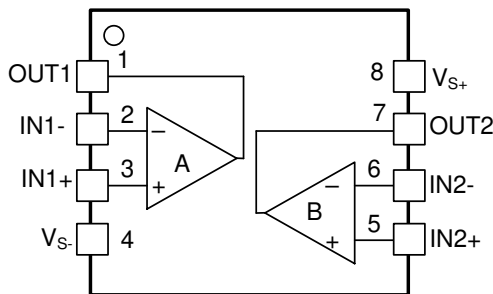 OUT1
1
8
V_S+
IN1-
2
−
A
7
OUT2
IN1+
3
+
−
6
IN2-
B
V_S-
4
+
5
IN2+